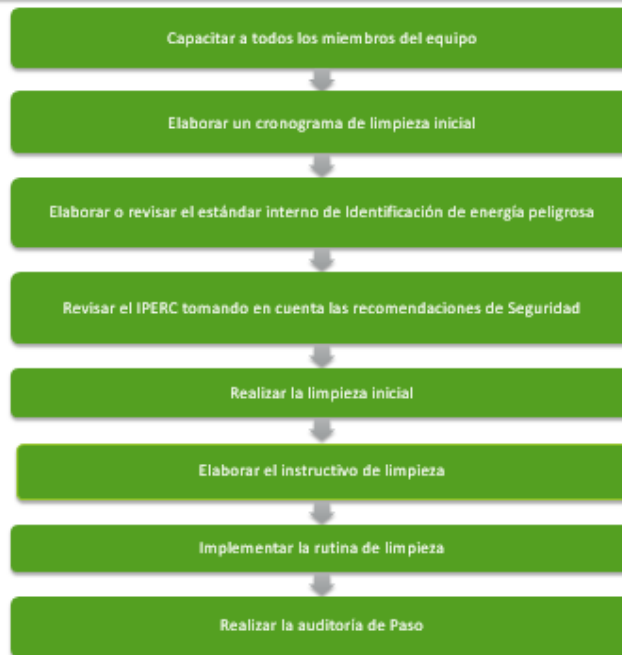 Capacitar a todos los miembros del equipo
Elaborar un cronograma de limpieza inicial
Elaborar o revisar el estándar interno de Identificación de energía peligrosa
Revisar el IPERC tomando en cuenta las recomendaciones de Seguridad
Realizar la limpieza inicial
Elaborar el instructivo de limpieza
Implementar la rutina de limpieza
Realizar la auditoría de Paso